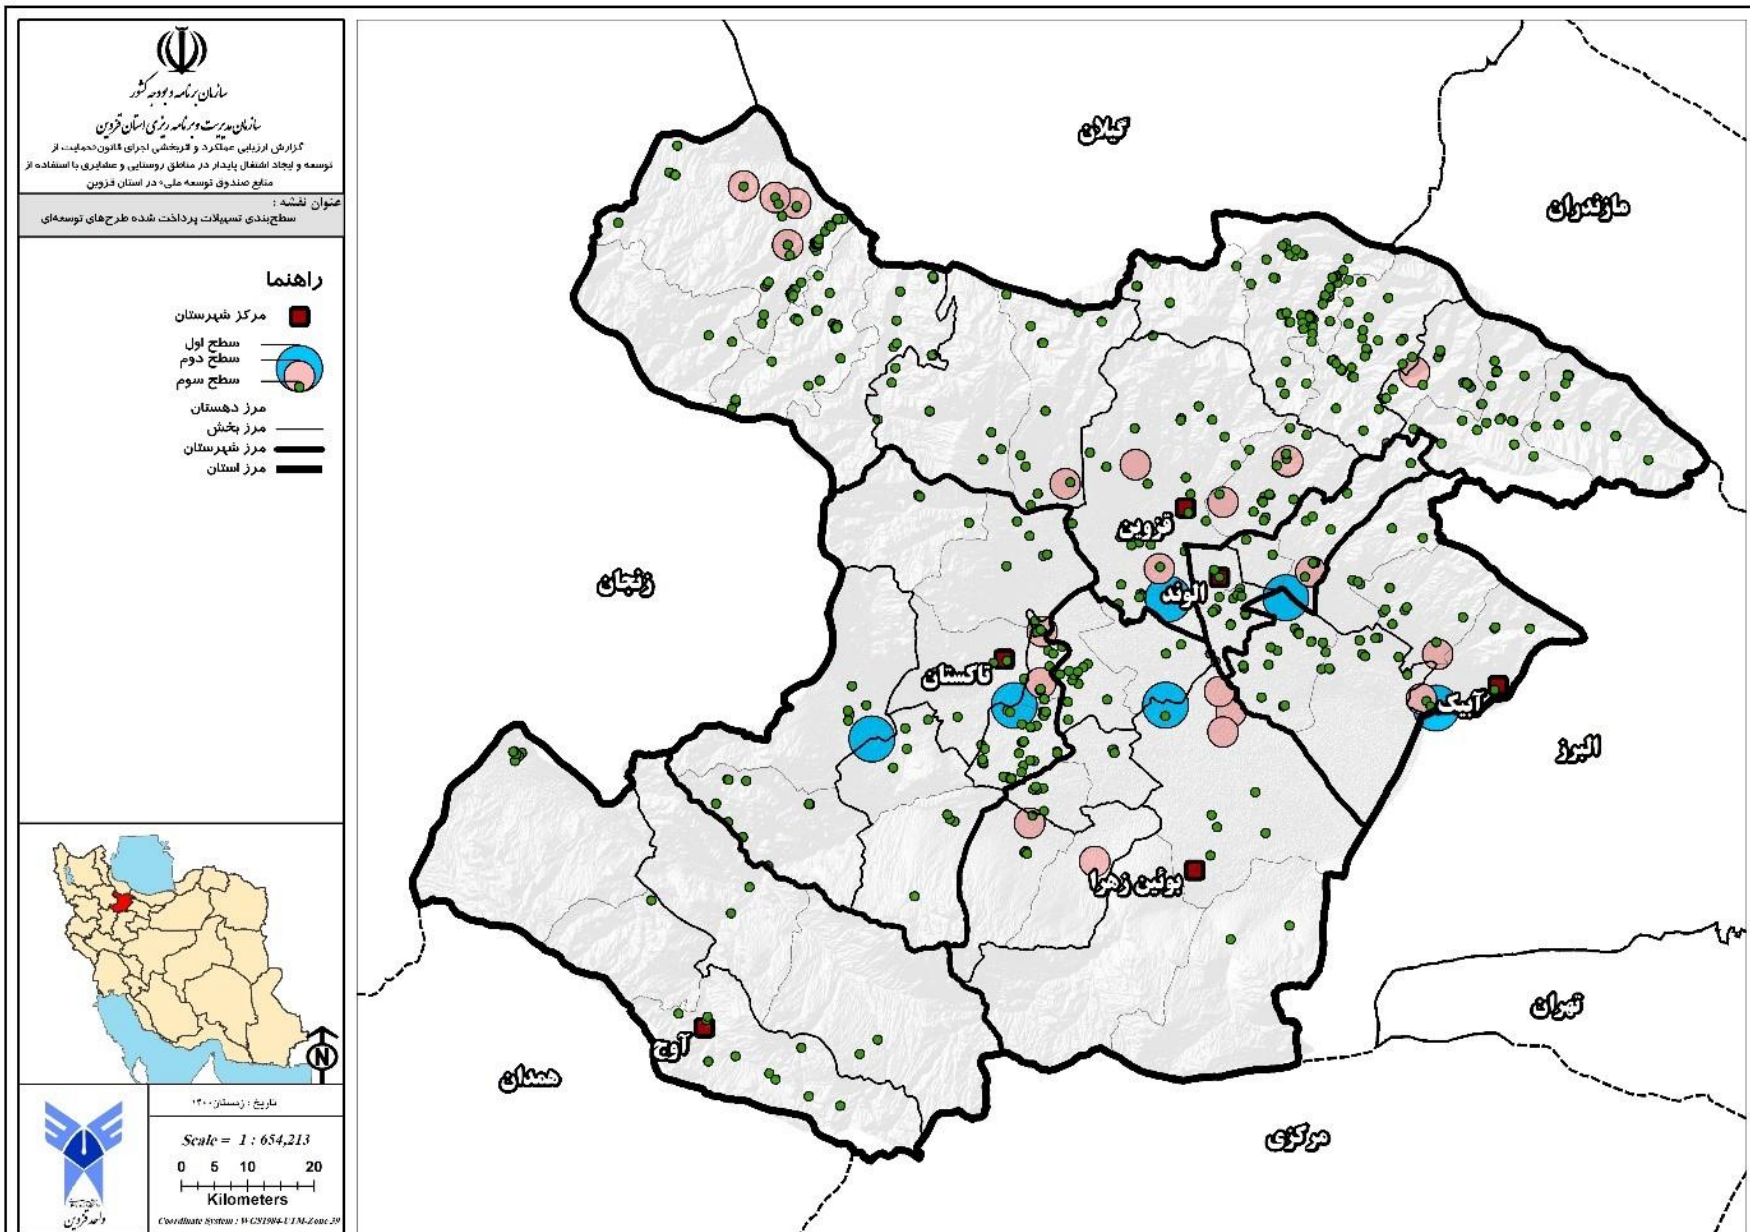 سازمان برنامه و بودجه کشور
سازمان مدیریت و برنامه ریزی استان قزوین
گزارش ارزیابی عملکرد و اثربخشی اجرای قانون «حمایت از
توسعه و ایجاد اشتغال پایدار در مناطق روستایی و عشایری با استفاده از
منابع صندوق توسعه ملی» در استان قزوین
عنوان نقشه :
سطح‌بندی تسهیلات پرداخت شده طرح‌های توسعه‌ای
راهنما
مرکز شهرستان
سطح اول
سطح دوم
سطح سوم
مرز دهستان
مرز بخش
مرز شهرستان
مرز استان
N
تاریخ : زمستان ۱۴۰۰
Scale = 1 : 654,213
0 5 10 20
Kilometers
Coordinate System : WGS1984-UTM-Zone 39
واحد قزوین
گیلان
مازندران
زنجان
قزوین
الوند
تاکستان
آبیک
البرز
بوئین زهرا
آوج
همدان
تهران
مرکزی